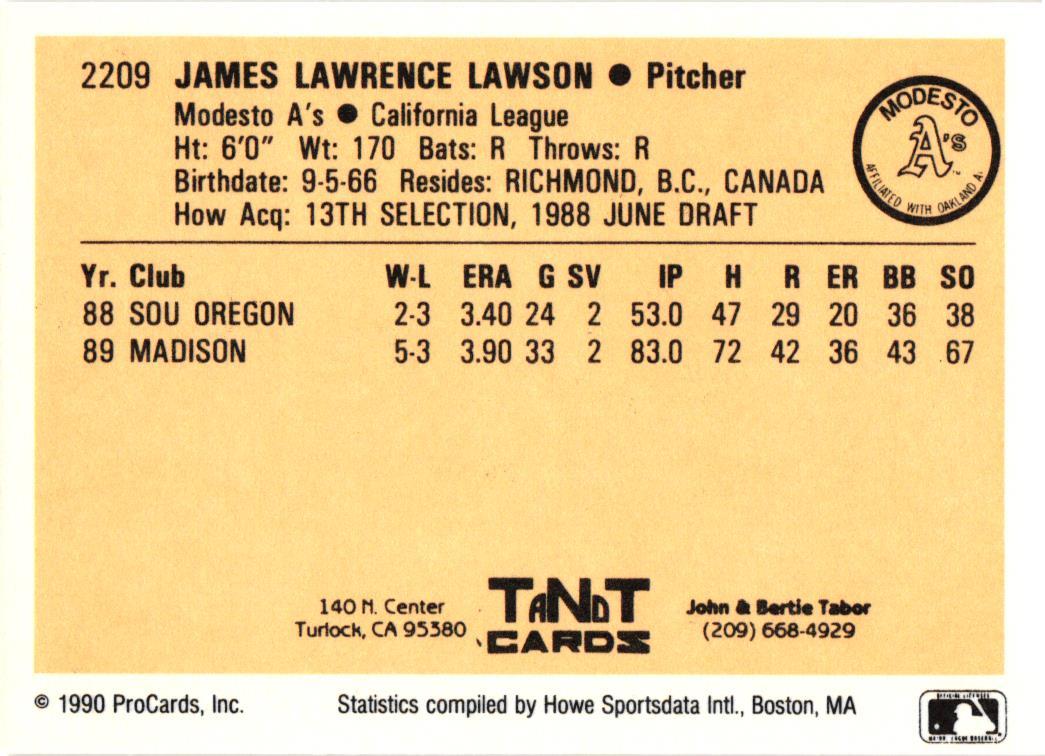 2209 JAMES LAWRENCE LAWSON ● Pitcher
Modesto A's ● California League
Ht: 6'0" Wt: 170 Bats: R Throws: R
Birthdate: 9-5-66 Resides: RICHMOND, B.C., CANADA
How Acq: 13TH SELECTION, 1988 JUNE DRAFT
MODESTO
A's
AFFILIATED WITH OAKLAND A.
Yr. Club W-L ERA G SV IP H R ER BB SO
88 SOU OREGON 2-3 3.40 24 2 53.0 47 29 20 36 38
89 MADISON 5-3 3.90 33 2 83.0 72 42 36 43 67
140 N. Center
Turlock, CA 95380
TANDT
CARDS
John & Bertie Tabor
(209) 668-4929
© 1990 ProCards, Inc. Statistics compiled by Howe Sportsdata Intl., Boston, MA